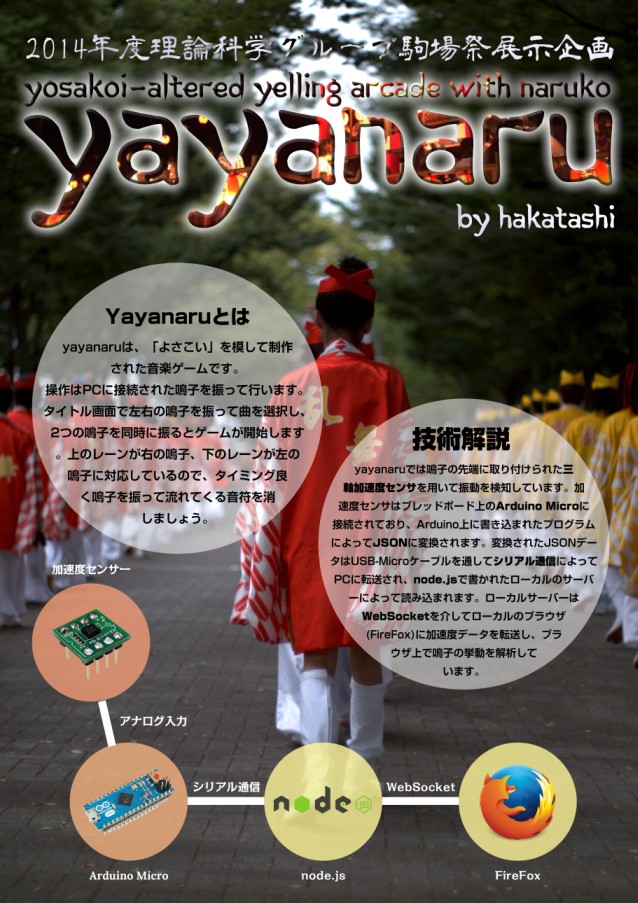 2014年度理論科学グループ駒場祭展示企画
yosakoi-altered yelling arcade with naruko
yayanaru
by hakatashi
Yayanaruとは
yayanaruは、「よさこい」を模して制作
された音楽ゲームです。
操作はPCに接続された鳴子を振って行います。
タイトル画面で左右の鳴子を振って曲を選択し、
2つの鳴子を同時に振るとゲームが開始します
。上のレーンが右の鳴子、下のレーンが左の
鳴子に対応しているので、タイミング良
く鳴子を振って流れてくる音符を消
しましょう。
技術解説
yayanaruでは鳴子の先端に取り付けられた三
軸加速度センサを用いて振動を検知しています。加
速度センサはブレッドボード上のArduino Microに
接続されており、Arduino上に書き込まれたプログラム
によってJSONに変換されます。変換されたJSONデー
タはUSB-Microケーブルを通してシリアル通信によって
PCに転送され、node.jsで書かれたローカルのサーバ
ーによって読み込まれます。ローカルサーバーは
WebSocketを介してローカルのブラウザ
(FireFox)に加速度データを転送し、ブラ
ウザ上で鳴子の挙動を解析して
います。
加速度センサー
アナログ入力
シリアル通信
node JS
WebSocket
Arduino Micro
node.js
FireFox